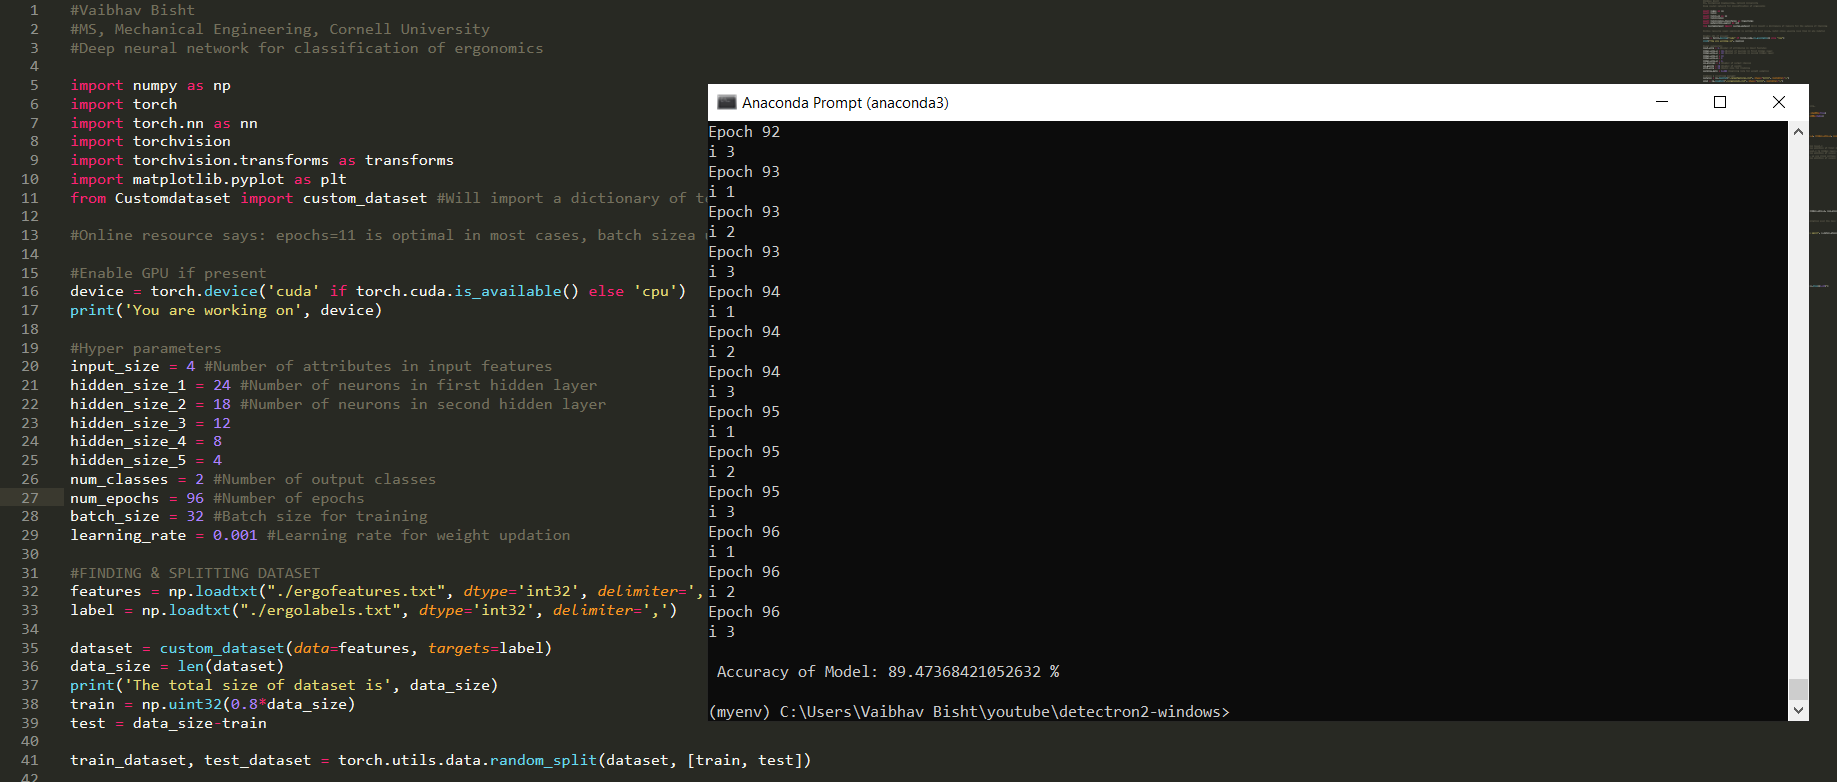 1 #Vaibhav Bisht
2 #MS, Mechanical Engineering, Cornell University
3 #Deep neural network for classification of ergonomics
4
5 import numpy as np
6 import torch
7 import torch.nn as nn
8 import torchvision
9 import torchvision.transforms as transforms
10 import matplotlib.pyplot as plt
11 from Customdataset import custom_dataset #Will import a dictionary of
12
13 #Online resource says: epochs=11 is optimal in most cases, batch sizea
14
15 #Enable GPU if present
16 device = torch.device('cuda' if torch.cuda.is_available() else 'cpu')
17 print('You are working on', device)
18
19 #Hyper parameters
20 input_size = 4 #Number of attributes in input features
21 hidden_size_1 = 24 #Number of neurons in first hidden layer
22 hidden_size_2 = 18 #Number of neurons in second hidden layer
23 hidden_size_3 = 12
24 hidden_size_4 = 8
25 hidden_size_5 = 4
26 num_classes = 2 #Number of output classes
27 num_epochs = 96 #Number of epochs
28 batch_size = 32 #Batch size for training
29 learning_rate = 0.001 #Learning rate for weight updation
30
31 #FINDING & SPLITTING DATASET
32 features = np.loadtxt("./ergofeatures.txt", dtype='int32', delimiter=',
33 label = np.loadtxt("./ergolabels.txt", dtype='int32', delimiter=',')
34
35 dataset = custom_dataset(data=features, targets=label)
36 data_size = len(dataset)
37 print('The total size of dataset is', data_size)
38 train = np.uint32(0.8*data_size)
39 test = data_size-train
40
41 train_dataset, test_dataset = torch.utils.data.random_split(dataset, [train, test])
42
Anaconda Prompt (anaconda3)
Epoch 92
i 3
Epoch 93
i 1
Epoch 93
i 2
Epoch 93
i 3
Epoch 94
i 1
Epoch 94
i 2
Epoch 94
i 3
Epoch 95
i 1
Epoch 95
i 2
Epoch 95
i 3
Epoch 96
i 1
Epoch 96
i 2
Epoch 96
i 3
Accuracy of Model: 89.47368421052632 %
(myenv) C:\Users\Vaibhav Bisht\youtube\detectron2-windows>